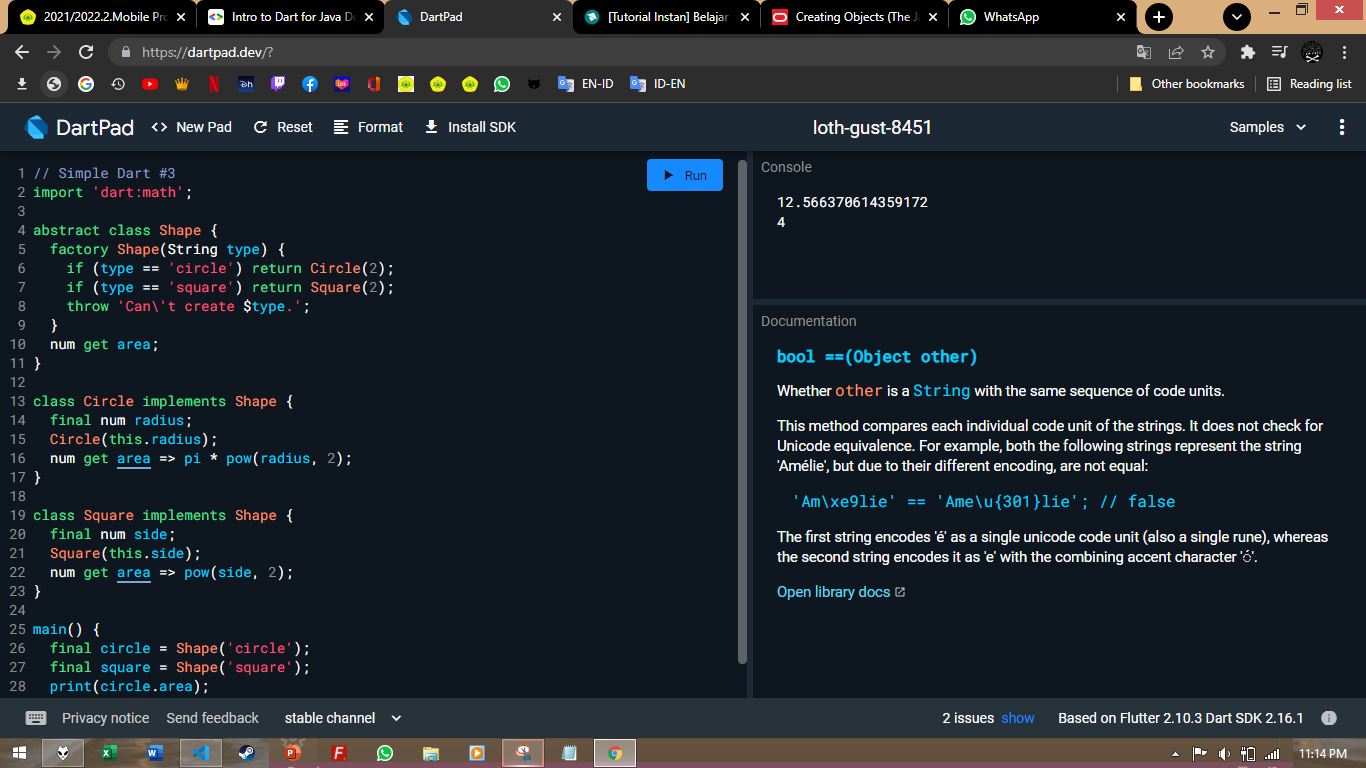 2021/2022.2.Mobile Pro
Intro to Dart for Java D
DartPad
[Tutorial Instan] Belajar
Creating Objects (The J
WhatsApp
https://dartpad.dev/?
EN-ID
ID-EN
Other bookmarks
Reading list
DartPad
<> New Pad
Reset
Format
Install SDK
loth-gust-8451
Samples
Run
1 // Simple Dart #3
2 import 'dart:math';
3
4 abstract class Shape {
5   factory Shape(String type) {
6     if (type == 'circle') return Circle(2);
7     if (type == 'square') return Square(2);
8     throw 'Can\'t create $type.';
9   }
10   num get area;
11 }
12
13 class Circle implements Shape {
14   final num radius;
15   Circle(this.radius);
16   num get area => pi * pow(radius, 2);
17 }
18
19 class Square implements Shape {
20   final num side;
21   Square(this.side);
22   num get area => pow(side, 2);
23 }
24
25 main() {
26   final circle = Shape('circle');
27   final square = Shape('square');
28   print(circle.area);
Console
12.566370614359172
4
Documentation
bool ==(Object other)
Whether other is a String with the same sequence of code units.
This method compares each individual code unit of the strings. It does not check for
Unicode equivalence. For example, both the following strings represent the string
'Amélie', but due to their different encoding, are not equal:
'Am\xe9lie' == 'Ame\u{301}lie'; // false
The first string encodes 'é' as a single unicode code unit (also a single rune), whereas
the second string encodes it as 'e' with the combining accent character '◌́'.
Open library docs
Privacy notice
Send feedback
stable channel
2 issues show
Based on Flutter 2.10.3 Dart SDK 2.16.1
11:14 PM